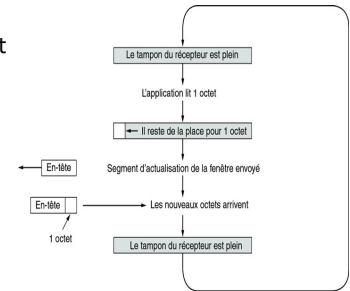 t
Le tampon du récepteur est plein
L'application lit 1 octet
Il reste de la place pour 1 octet
En-tête
Segment d'actualisation de la fenêtre envoyé
En-tête
Les nouveaux octets arrivent
1 octet
Le tampon du récepteur est plein